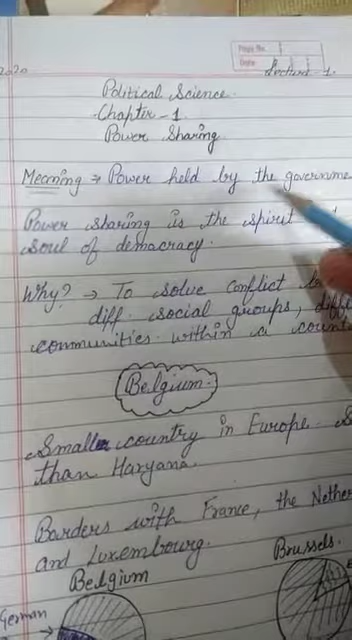 Page No.
Date
2020
Lecture - 1.
Political Science.
Chapter - 1
Power Sharing
Meaning → Power held by the governme
Power sharing is the spirit
soul of democracy.
Why? → To solve conflict b
diff. social groups, diff
communities within a count
Belgium.
Smaller country in Europe. S
than Haryana.
Borders with France, the Nether
and Luxembourg.
Brussels.
Belgium
German